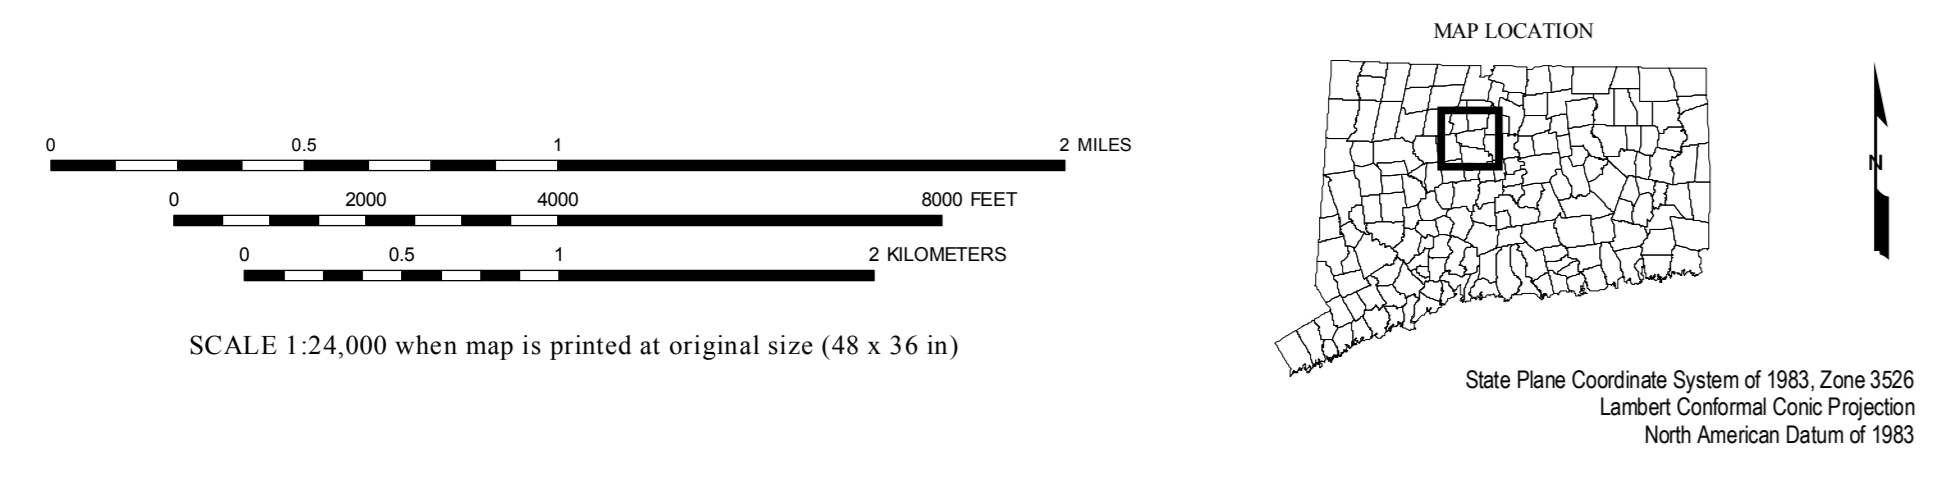 MAP LOCATION
0 0.5 1 2 MILES
0 2000 4000 8000 FEET
0 0.5 1 2 KILOMETERS
SCALE 1:24,000 when map is printed at original size (48 x 36 in)
N
State Plane Coordinate System of 1983, Zone 3526
Lambert Conformal Conic Projection
North American Datum of 1983